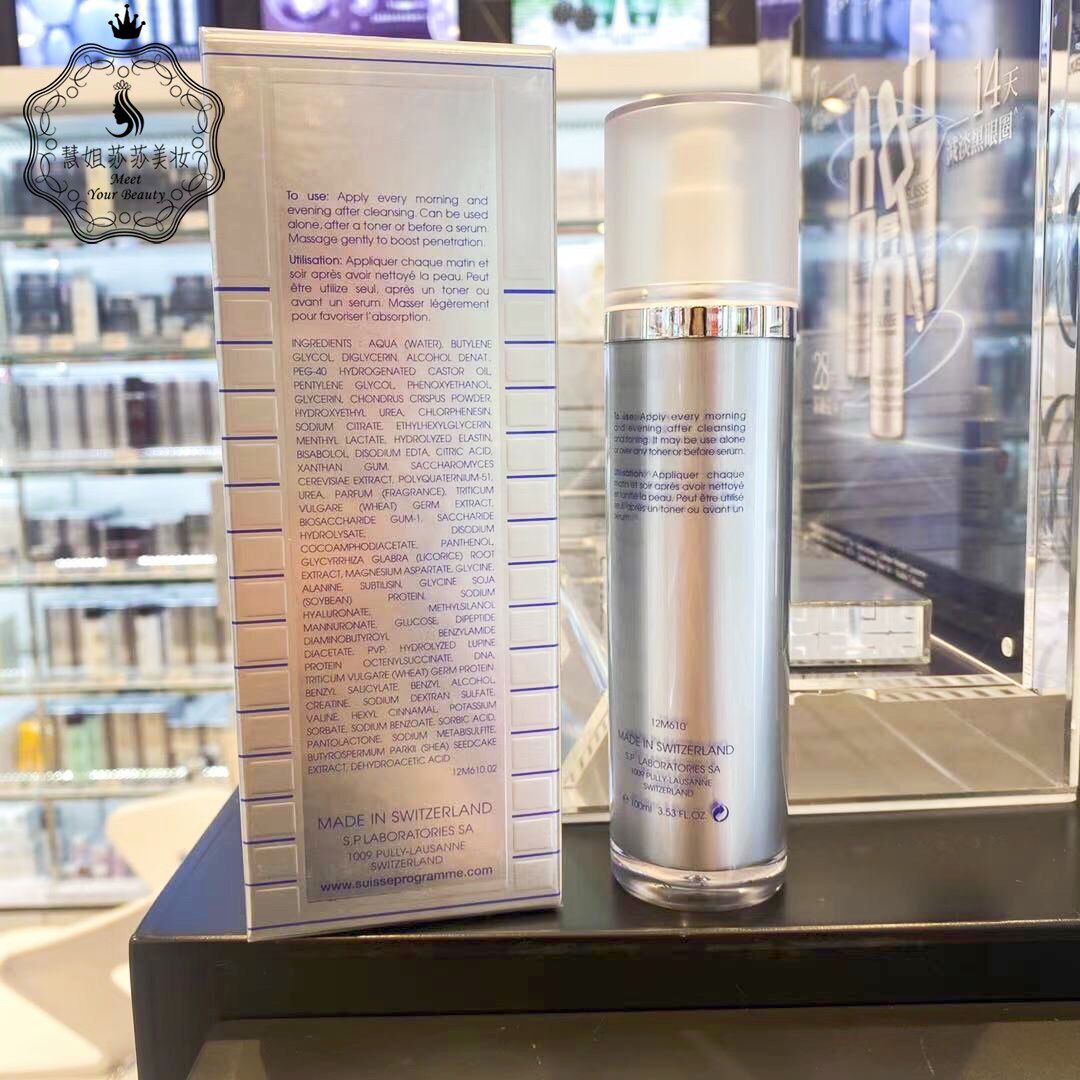 慧姐莎莎美妆
Meet
Your Beauty
To use: Apply every morning and
evening after cleansing. Can be used
alone, after a toner or before a serum.
Massage gently to boost penetration.
Utilisation: Appliquer chaque matin et
soir après avoir nettoyé la peau. Peut
être utilize seul, après un toner ou
avant un serum. Masser légèrement
pour favoriser l'absorption.
INGREDIENTS : AQUA (WATER), BUTYLENE
GLYCOL, DIGLYCERIN, ALCOHOL DENAT.,
PEG-40 HYDROGENATED CASTOR OIL,
PENTYLENE GLYCOL, PHENOXYETHANOL,
GLYCERIN, CHONDRUS CRISPUS POWDER,
HYDROXYETHYL UREA, CHLORPHENESIN,
SODIUM CITRATE, ETHYLHEXYLGLYCERIN,
MENTHYL LACTATE, HYDROLYZED ELASTIN,
BISABOLOL, DISODIUM EDTA, CITRIC ACID,
XANTHAN GUM, SACCHAROMYCES
CEREVISIAE EXTRACT, POLYQUATERNIUM-51,
UREA, PARFUM (FRAGRANCE), TRITICUM
VULGARE (WHEAT) GERM EXTRACT,
BIOSACCHARIDE GUM-1, SACCHARIDE
HYDROLYSATE, DISODIUM
COCOAMPHODIACETATE, PANTHENOL,
GLYCYRRHIZA GLABRA (LICORICE) ROOT
EXTRACT, MAGNESIUM ASPARTATE, GLYCINE,
ALANINE, SUBTILISIN, GLYCINE SOJA
(SOYBEAN) PROTEIN, SODIUM
HYALURONATE, METHYLSILANOL
MANNURONATE, GLUCOSE, DIPEPTIDE
DIAMINOBUTYROYL BENZYLAMIDE
DIACETATE, PVP, HYDROLYZED LUPINE
PROTEIN OCTENYLSUCCINATE, DNA,
TRITICUM VULGARE (WHEAT) GERM PROTEIN
BENZYL SALICYLATE, BENZYL ALCOHOL,
CREATINE, SODIUM DEXTRAN SULFATE,
VALINE, HEXYL CINNAMAL, POTASSIUM
SORBATE, SODIUM BENZOATE, SORBIC ACID,
PANTOLACTONE, SODIUM METABISULFITE,
BUTYROSPERMUM PARKII (SHEA) SEEDCAKE
EXTRACT, DEHYDROACETIC ACID
12M610.02
MADE IN SWITZERLAND
S.P LABORATORIES SA
1009 PULLY-LAUSANNE
SWITZERLAND
www.suisseprogramme.com
To use: Apply every morning
and evening after cleansing
and toning. It may be use alone
or over any toner or before serum.
Utilisation: Appliquer chaque
matin et soir après avoir nettoyé
et tonifié la peau. Peut être utilisé
seul après un toner ou avant un
serum.
12M610
MADE IN SWITZERLAND
S.P. LABORATORIES SA
1009 PULLY-LAUSANNE
SWITZERLAND
e 100ml 3.53 FL.OZ.
14天
減淡黑眼圈